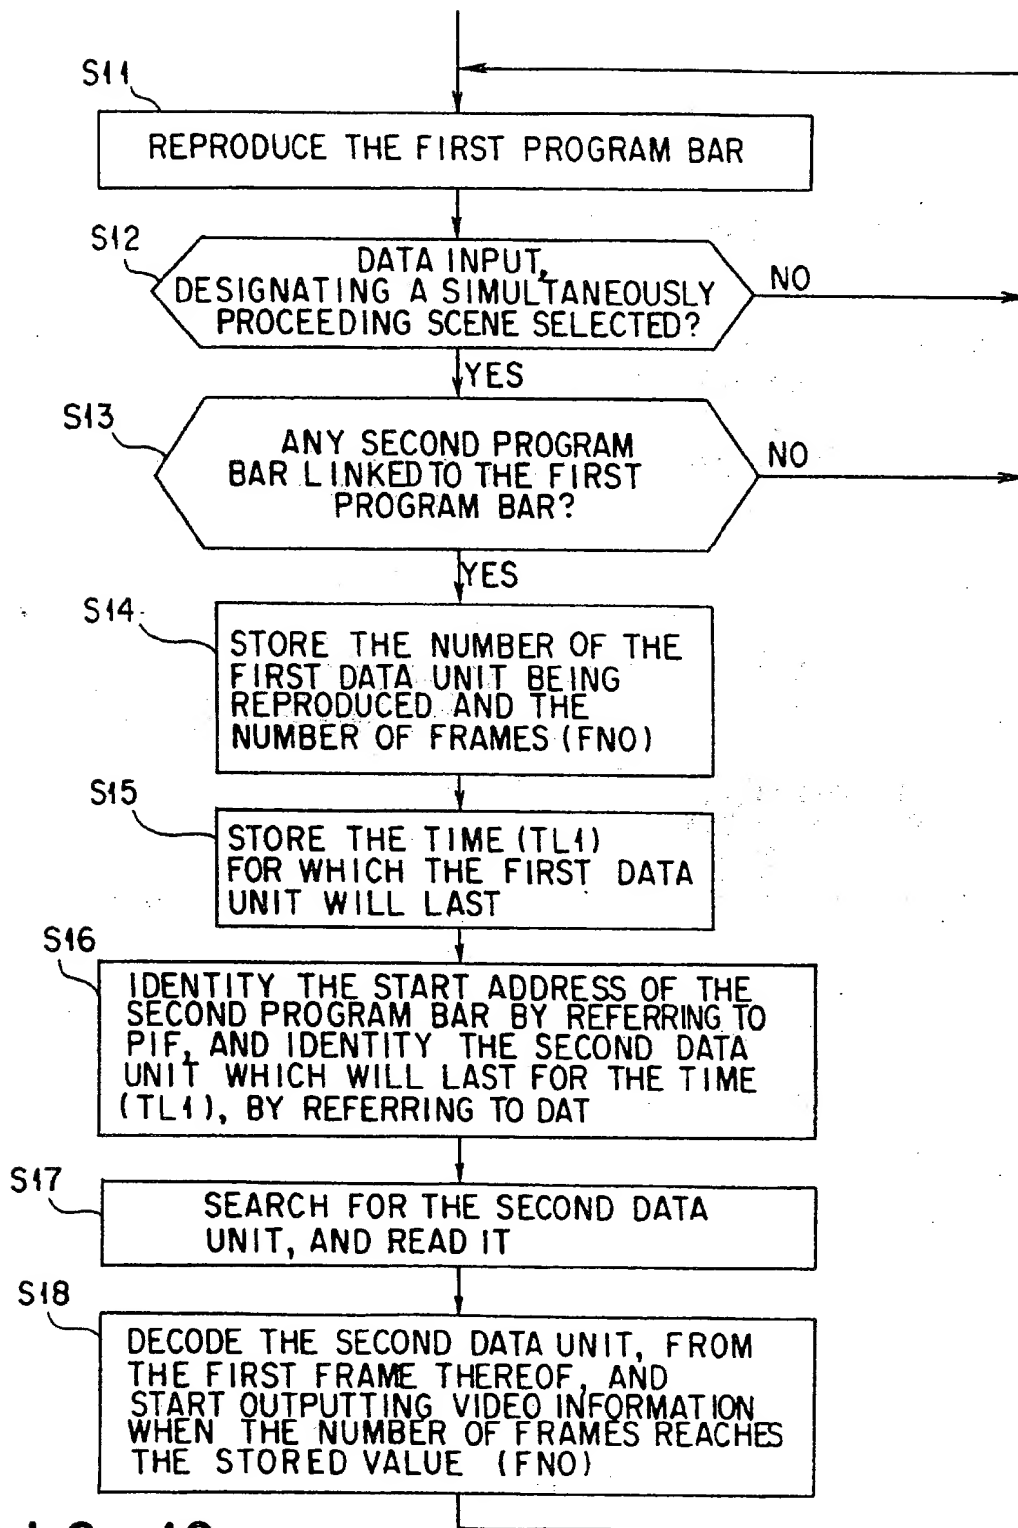 S11
REPRODUCE THE FIRST PROGRAM BAR
S12
DATA INPUT,
DESIGNATING A SIMULTANEOUSLY
PROCEEDING SCENE SELECTED?
NO
YES
S13
ANY SECOND PROGRAM
BAR LINKED TO THE FIRST
PROGRAM BAR?
NO
YES
S14
STORE THE NUMBER OF THE
FIRST DATA UNIT BEING
REPRODUCED AND THE
NUMBER OF FRAMES (FNO)
S15
STORE THE TIME (TL1)
FOR WHICH THE FIRST DATA
UNIT WILL LAST
S16
IDENTITY THE START ADDRESS OF THE
SECOND PROGRAM BAR BY REFERRING TO
PIF, AND IDENTITY THE SECOND DATA
UNIT WHICH WILL LAST FOR THE TIME
(TL1), BY REFERRING TO DAT
S17
SEARCH FOR THE SECOND DATA
UNIT, AND READ IT
S18
DECODE THE SECOND DATA UNIT, FROM
THE FIRST FRAME THEREOF, AND
START OUTPUTTING VIDEO INFORMATION
WHEN THE NUMBER OF FRAMES REACHES
THE STORED VALUE (FNO)